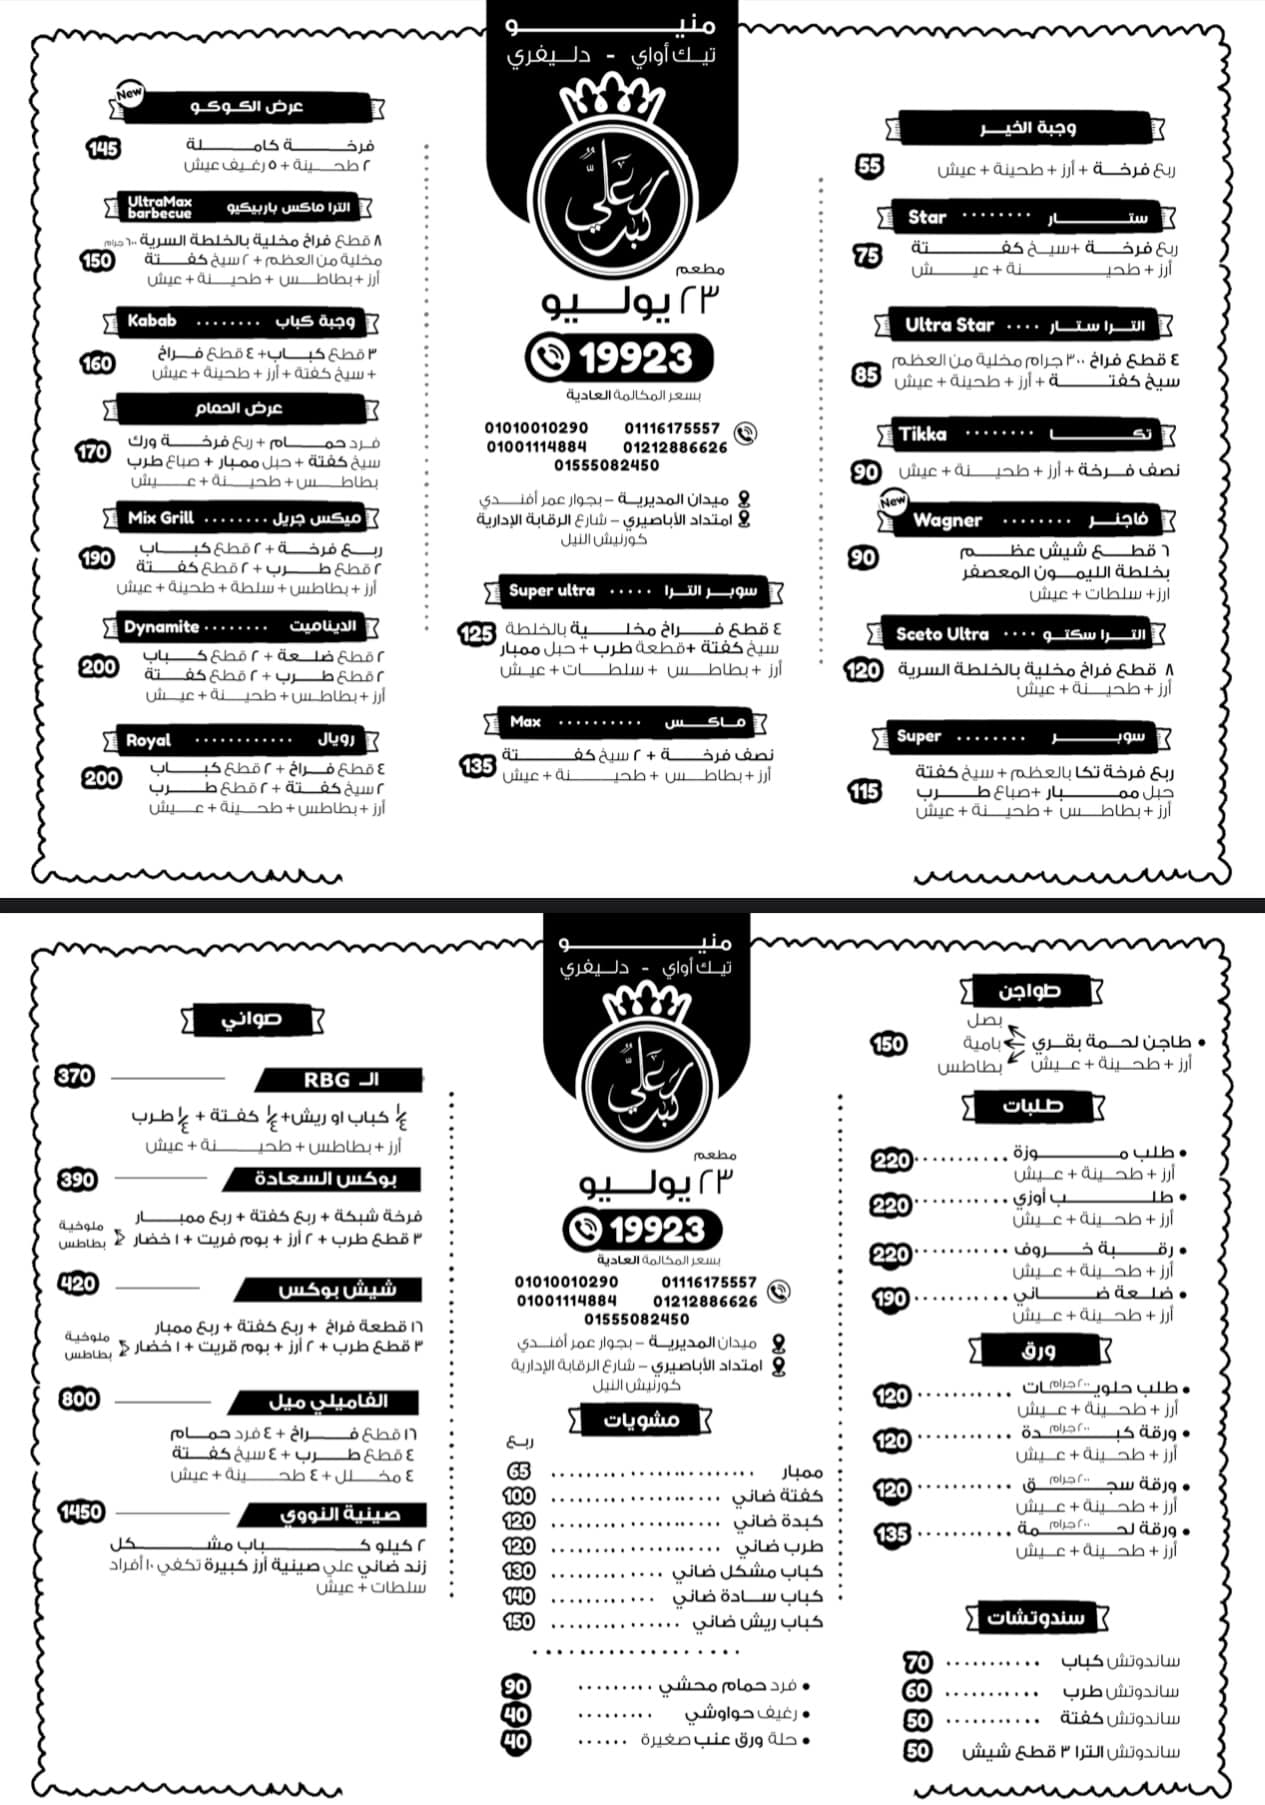 منيو
تيك أواي - دليفري
علي ربك
مطعم
٢٣ يوليو
19923
بسعر المكالمة العادية
01010010290 01116175557
01001114884 01212886626
01555082450
ميدان المديرية - بجوار عمر أفندي
امتداد الأباصيري - شارع الرقابة الإدارية
كورنيش النيل
وجبة الخير
ربع فرخة + أرز + طحينة + عيش 55
ستار Star
ربع فرخة + سيخ كفتة 75
أرز + طحينة + عيش
الترا ستار Ultra Star
٤ قطع فراخ ٣٠٠ جرام مخلية من العظم 85
سيخ كفتة + أرز + طحينة + عيش
تكا Tikka
نصف فرخة + أرز + طحينة + عيش 90
New
فاجنر Wagner
٦ قطع شيش عظم 90
بخلطة الليمون المعصفر
ارز + سلطات + عيش
الترا سكتو Sceto Ultra
٨ قطع فراخ مخلية بالخلطة السرية 120
أرز + طحينة + عيش
سوبر Super
ربع فرخة تكا بالعظم + سيخ كفتة 115
حبل ممبار + صباع طرب
أرز + بطاطس + طحينة + عيش
سوبر الترا Super ultra
٤ قطع فراخ مخلية بالخلطة 125
سيخ كفتة + قطعة طرب + حبل ممبار
أرز + بطاطس + سلطات + عيش
ماكس Max
نصف فرخة + ٢ سيخ كفتة 135
أرز + بطاطس + طحينة + عيش
New
عرض الكوكو
فرخة كاملة 145
٢ طحينة + ٥ رغيف عيش
الترا ماكس باربيكيو UltraMax barbecue
٨ قطع فراخ مخلية بالخلطة السرية ٦٠٠ جرام
مخلية من العظم + ٢ سيخ كفتة 150
أرز + بطاطس + طحينة + عيش
وجبة كباب Kabab
٣ قطع كباب + ٤ قطع فراخ 160
+ سيخ كفتة + أرز + طحينة + عيش
عرض الحمام
فرد حمام + ربع فرخة ورك 170
سيخ كفتة + حبل ممبار + صباع طرب
بطاطس + طحينة + عيش
ميكس جريل Mix Grill
ربع فرخة + ٢ قطع كباب 190
٢ قطع طرب + ٢ قطع كفتة
أرز + بطاطس + سلطة + طحينة + عيش
الديناميت Dynamite
٢ قطع ضلعة + ٢ قطع كباب 200
٢ قطع طرب + ٢ قطع كفتة
أرز + بطاطس + طحينة + عيش
رويال Royal
٤ قطع فراخ + ٢ قطع كباب 200
٢ سيخ كفتة + ٢ قطع طرب
أرز + بطاطس + طحينة + عيش
منيو
تيك أواي - دليفري
علي ربك
مطعم
٢٣ يوليو
19923
بسعر المكالمة العادية
01010010290 01116175557
01001114884 01212886626
01555082450
ميدان المديرية - بجوار عمر أفندي
امتداد الأباصيري - شارع الرقابة الإدارية
كورنيش النيل
طواجن
بصل
• طاجن لحمة بقري بامية 150
أرز + طحينة + عيش بطاطس
طلبات
• طلب موزة 220
أرز + طحينة + عيش
• طلب أوزي 220
أرز + طحينة + عيش
• رقبة خروف 220
أرز + طحينة + عيش
• ضلعة ضاني 190
أرز + طحينة + عيش
ورق
• طلب حلويات ٢٠٠ جرام 120
أرز + طحينة + عيش
• ورقة كبدة ٢٠٠ جرام 120
أرز + طحينة + عيش
• ورقة سجق ٢٠٠ جرام 120
أرز + طحينة + عيش
• ورقة لحمة ٢٠٠ جرام 135
أرز + طحينة + عيش
سندوتشات
ساندوتش كباب 70
ساندوتش طرب 60
ساندوتش كفتة 50
ساندوتش الترا ٣ قطع شيش 50
مشويات
ربع
ممبار 65
كفتة ضاني 100
كبدة ضاني 120
طرب ضاني 120
كباب مشكل ضاني 130
كباب سادة ضاني 140
كباب ريش ضاني 150
• فرد حمام محشي 90
• رغيف حواوشي 40
• حلة ورق عنب صغيرة 40
صواني
الـ RBG 370
¼ كباب او ريش + ¼ كفتة + ¼ طرب
أرز + بطاطس + طحينة + عيش
بوكس السعادة 390
فرخة شبكة + ربع كفتة + ربع ممبار
٣ قطع طرب + ٢ أرز + بوم فريت + ١ خضار ملوخية بطاطس
شيش بوكس 420
١٦ قطعة فراخ + ربع كفتة + ربع ممبار
٣ قطع طرب + ٢ أرز + بوم فريت + ١ خضار ملوخية بطاطس
الفاميلي ميل 800
١٦ قطع فراخ + ٤ فرد حمام
٤ قطع طرب + ٤ سيخ كفتة
٤ مخلل + ٤ طحينة + عيش
صينية النووي 1450
٢ كيلو كباب مشكل
زند ضاني علي صينية أرز كبيرة تكفي ١٠ أفراد
سلطات + عيش